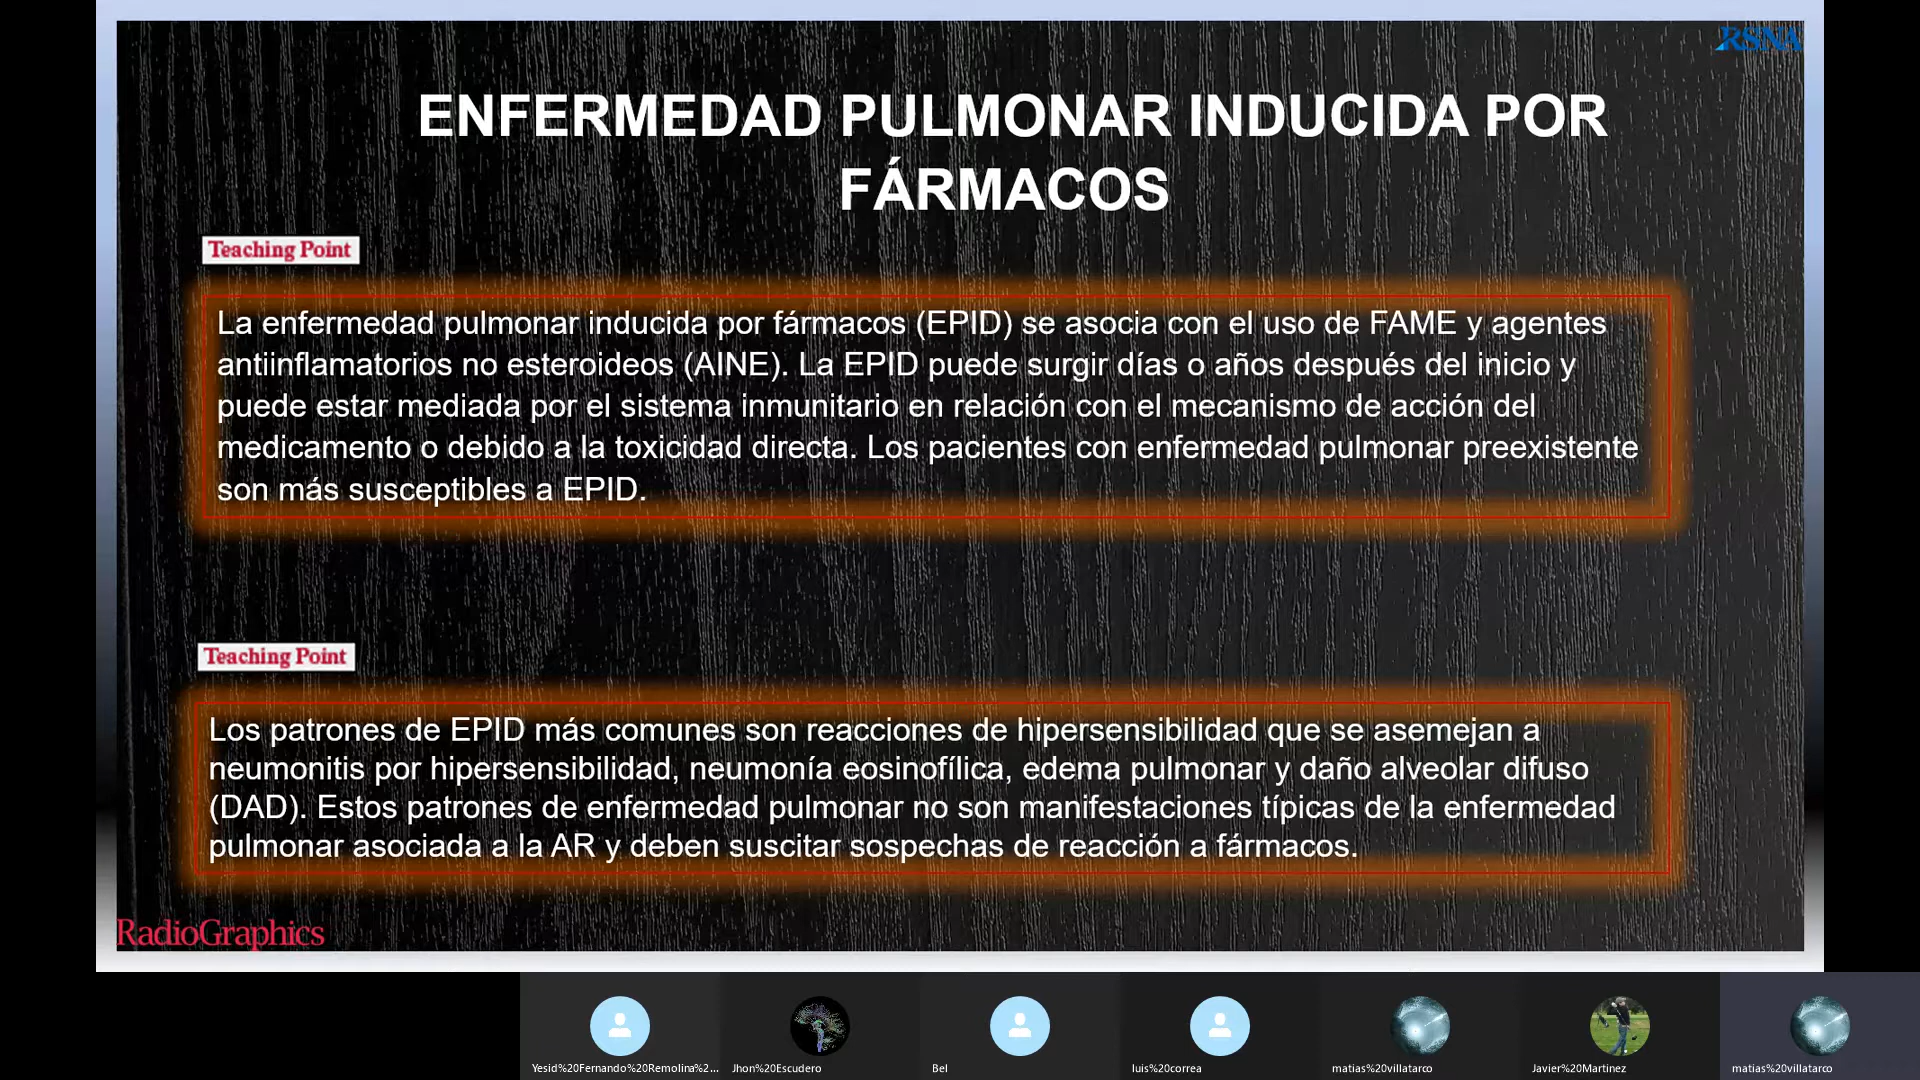 RSNA
ENFERMEDAD PULMONAR INDUCIDA POR
FÁRMACOS
Teaching Point
La enfermedad pulmonar inducida por fármacos (EPID) se asocia con el uso de FAME y agentes
antiinflamatorios no esteroideos (AINE). La EPID puede surgir días o años después del inicio y
puede estar mediada por el sistema inmunitario en relación con el mecanismo de acción del
medicamento o debido a la toxicidad directa. Los pacientes con enfermedad pulmonar preexistente
son más susceptibles a EPID.
Teaching Point
Los patrones de EPID más comunes son reacciones de hipersensibilidad que se asemejan a
neumonitis por hipersensibilidad, neumonía eosinofílica, edema pulmonar y daño alveolar difuso
(DAD). Estos patrones de enfermedad pulmonar no son manifestaciones típicas de la enfermedad
pulmonar asociada a la AR y deben suscitar sospechas de reacción a fármacos.
RadioGraphics
Yesid%20Fernando%20Remolina%2...
Jhon%20Escudero
Bel
luis%20correa
matias%20villatarco
Javier%20Martinez
matias%20villatarco